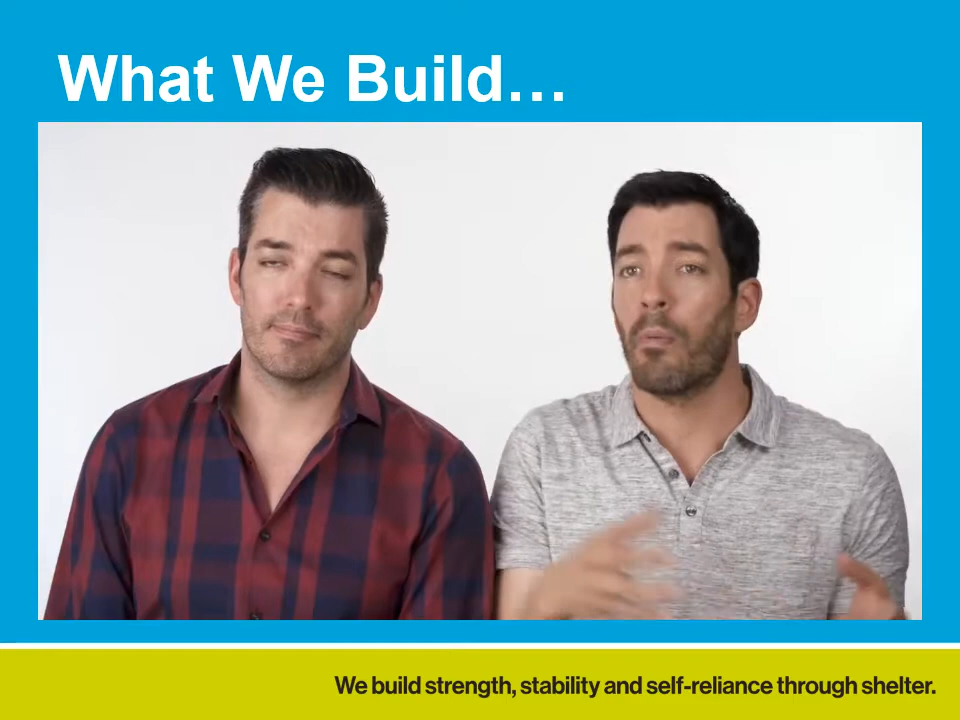 What We Build…
We build strength, stability and self-reliance through shelter.